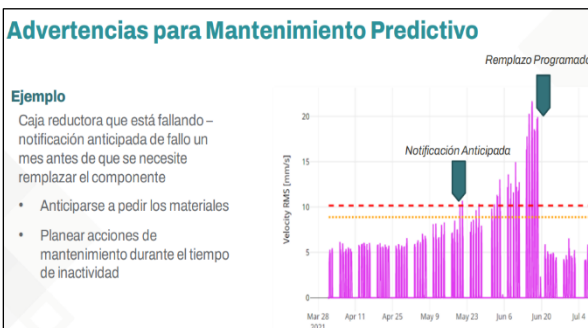 Advertencias para Mantenimiento Predictivo
Remplazo Programado
Ejemplo
Caja reductora que está fallando –
notificación anticipada de fallo un
mes antes de que se necesite
remplazar el componente
• Anticiparse a pedir los materiales
• Planear acciones de
mantenimiento durante el tiempo
de inactividad
Notificación Anticipada
Velocity RMS [mm/s]
20
15
10
5
0
Mar 28 Apr 11 Apr 25 May 9 May 23 Jun 6 Jun 20 Jul 4
2021